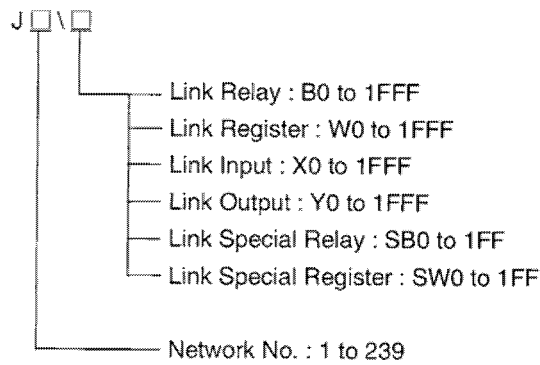 J□\□
Link Relay : B0 to 1FFF
Link Register : W0 to 1FFF
Link Input : X0 to 1FFF
Link Output : Y0 to 1FFF
Link Special Relay : SB0 to 1FF
Link Special Register : SW0 to 1FF
Network No. : 1 to 239